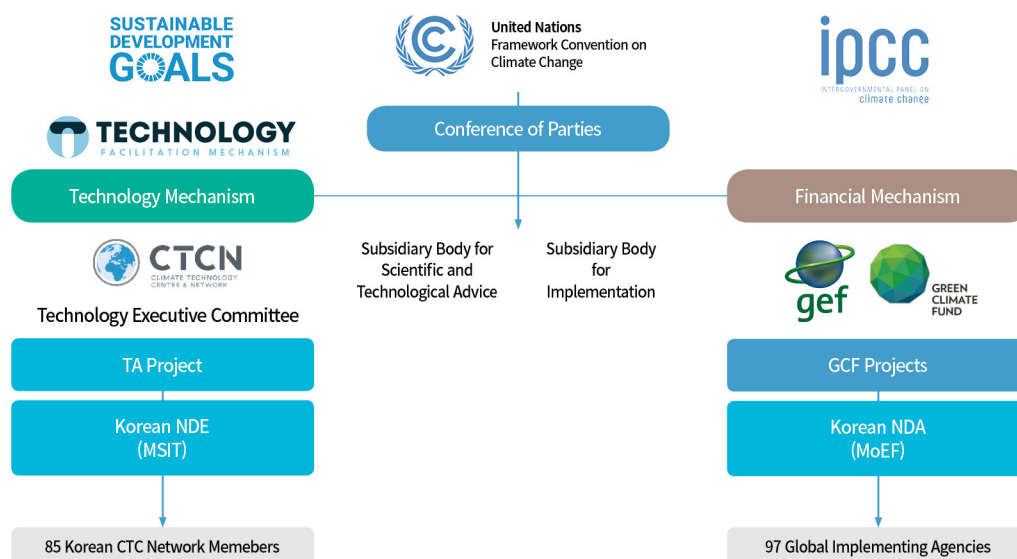 SUSTAINABLE
DEVELOPMENT
GOALS
United Nations
Framework Convention on
Climate Change
ipcc
INTERGOVERNMENTAL PANEL ON
climate change
Conference of Parties
TECHNOLOGY
FACILITATION MECHANISM
Technology Mechanism
Financial Mechanism
CTCN
CLIMATE TECHNOLOGY
CENTRE & NETWORK
Technology Executive Committee
Subsidiary Body for
Scientific and
Technological Advice
Subsidiary Body
for
Implementation
gef
GREEN
CLIMATE
FUND
TA Project
Korean NDE
(MSIT)
85 Korean CTC Network Memebers
GCF Projects
Korean NDA
(MoEF)
97 Global Implementing Agencies